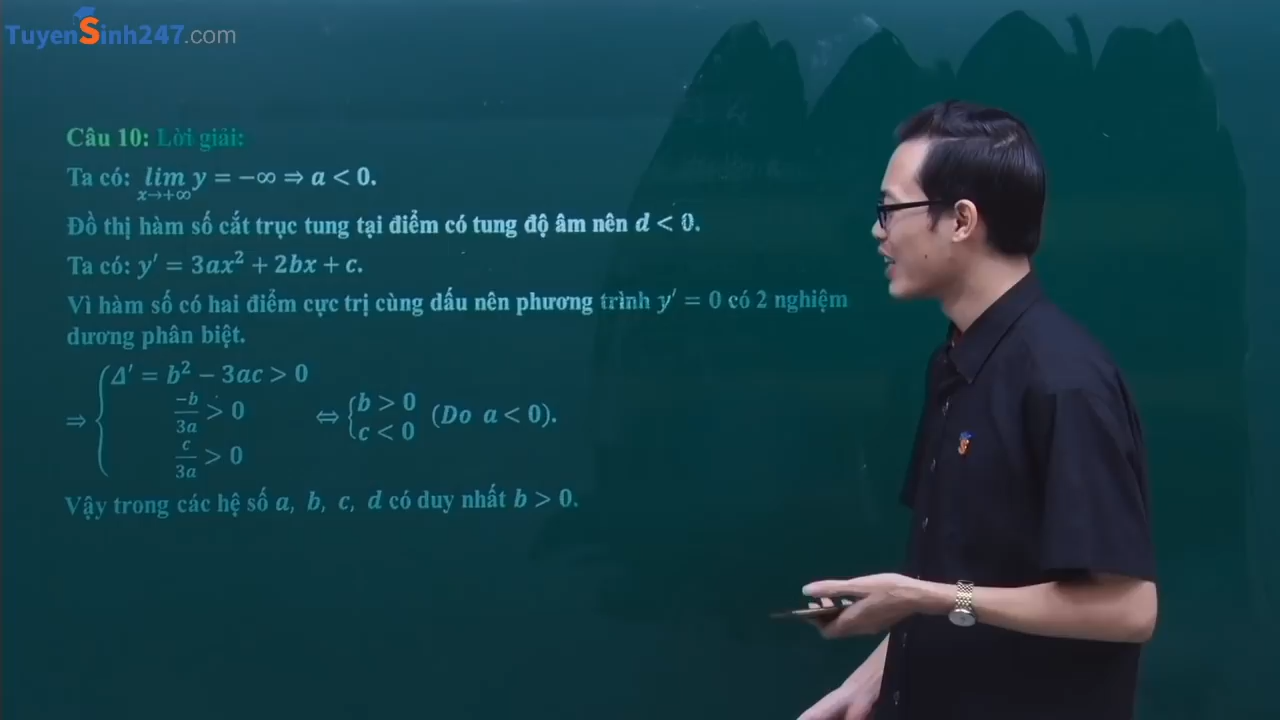 TuyenSinh247.com
Câu 10: Lời giải:
Ta có: lim y = −∞ ⇒ a < 0.
x→+∞
Đồ thị hàm số cắt trục tung tại điểm có tung độ âm nên d < 0.
Ta có: y′ = 3ax² + 2bx + c.
Vì hàm số có hai điểm cực trị cùng dấu nên phương trình y′ = 0 có 2 nghiệm
dương phân biệt.
⇒ { Δ′ = b² − 3ac > 0
−b/3a > 0
c/3a > 0
⇔ { b > 0
c < 0
(Do a < 0).
Vậy trong các hệ số a, b, c, d có duy nhất b > 0.